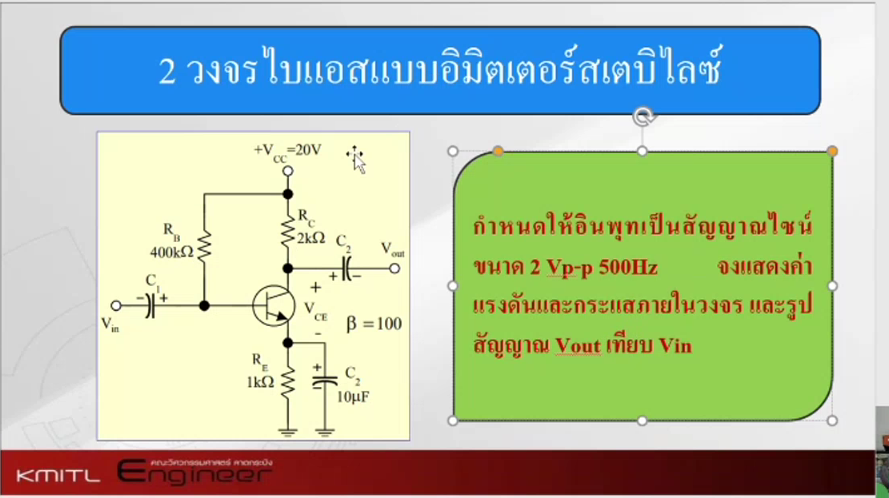 2 วงจรไบแอสแบบอิมิตเตอร์สเตบิไลซ์
+VCC=20V
RB
400kΩ
RC
2kΩ
C2
Vout
C1
Vin
VCE
β = 100
RE
1kΩ
C2
10μF
กำหนดให้อินพุทเป็นสัญญาณไซน์
ขนาด 2 Vp-p 500Hz จงแสดงค่า
แรงดันและกระแสภายในวงจร และรูป
สัญญาณ Vout เทียบ Vin
KMITL
คณะวิศวกรรมศาสตร์ ลาดกระบัง
Engineer